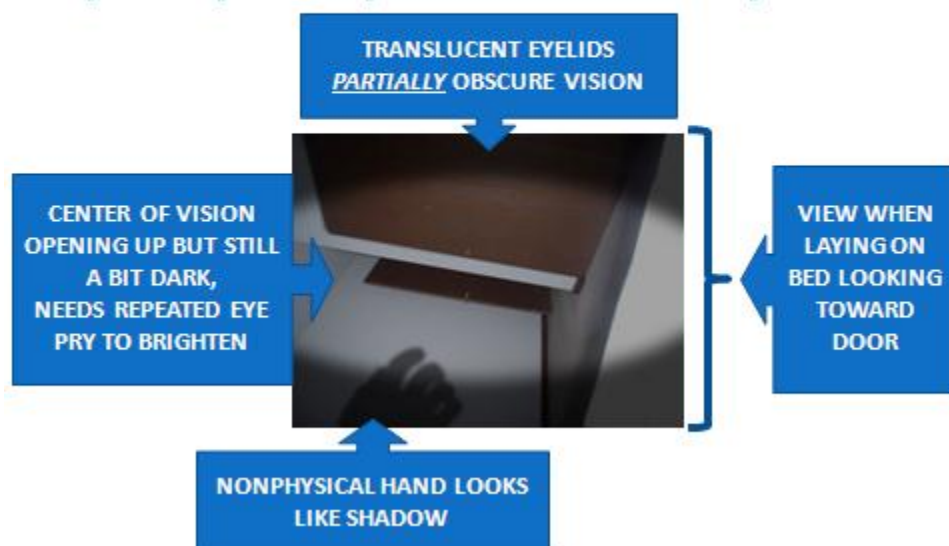 TRANSLUCENT EYELIDS
PARTIALLY OBSCURE VISION
CENTER OF VISION
OPENING UP BUT STILL
A BIT DARK,
NEEDS REPEATED EYE
PRY TO BRIGHTEN
VIEW WHEN
LAYING ON
BED LOOKING
TOWARD
DOOR
NONPHYSICAL HAND LOOKS
LIKE SHADOW